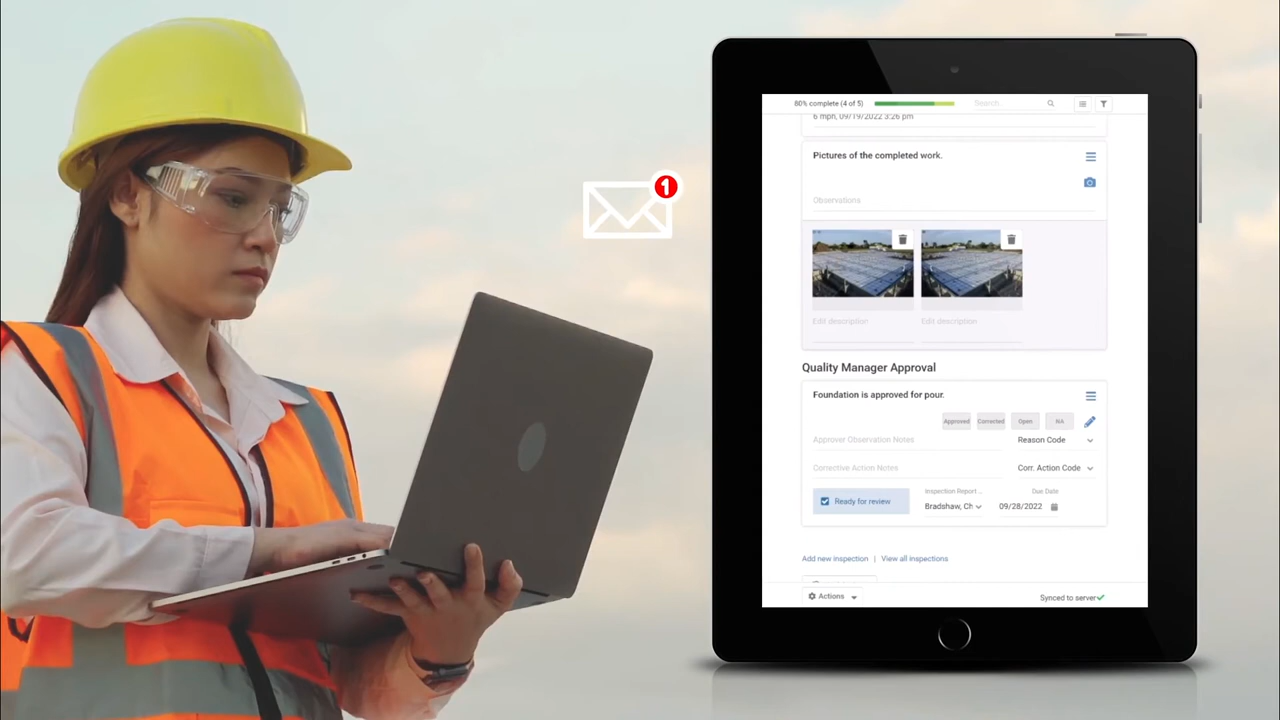 1
80% complete (4 of 5)
Search...
6 mph, 09/19/2022 3:26 pm
Pictures of the completed work.
Observations
Edit description Edit description
Quality Manager Approval
Foundation is approved for pour.
Approved Corrected Open NA
Approver Observation Notes Reason Code
Corrective Action Notes Corr. Action Code
Inspection Report .. Due Date
Ready for review Bradshaw, Ch 09/28/2022
Add new inspection | View all inspections
Actions Synced to server